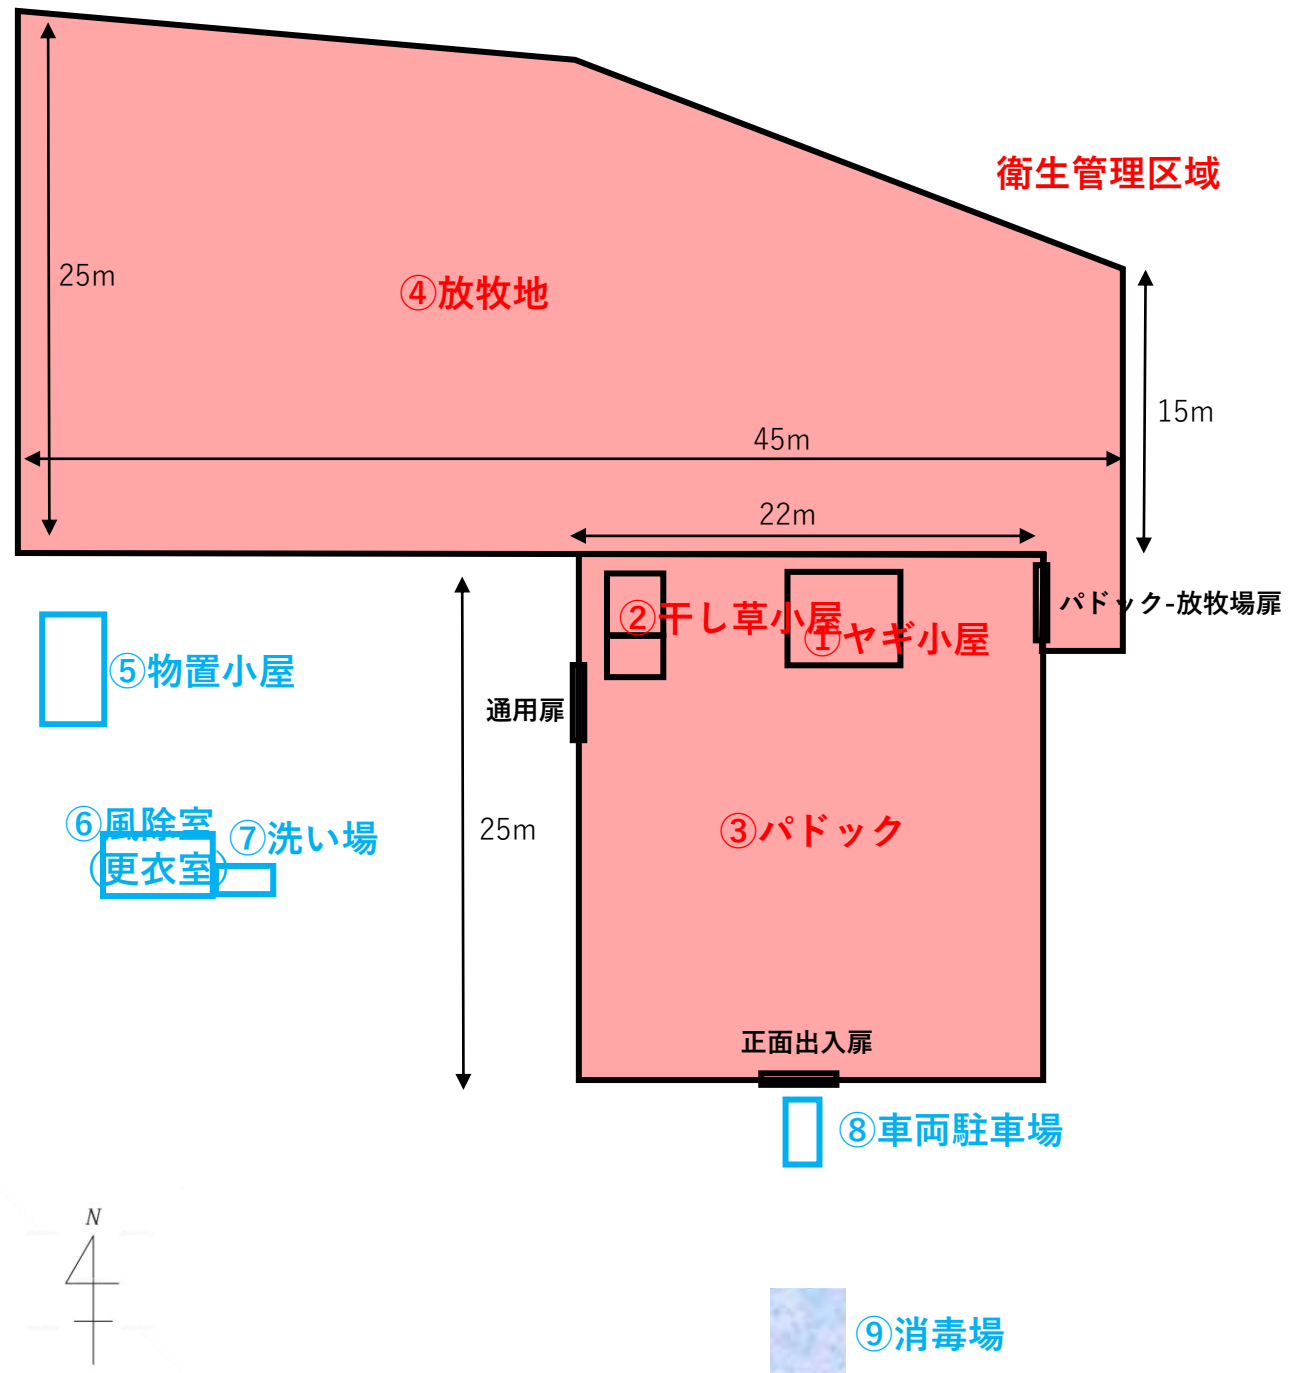 衛生管理区域
25m
④放牧地
15m
45m
22m
パドック-放牧場扉
②干し草小屋
①ヤギ小屋
⑤物置小屋
通用扉
⑥風除室
(更衣室)
⑦洗い場
25m
③パドック
正面出入扉
⑧車両駐車場
N
⑨消毒場